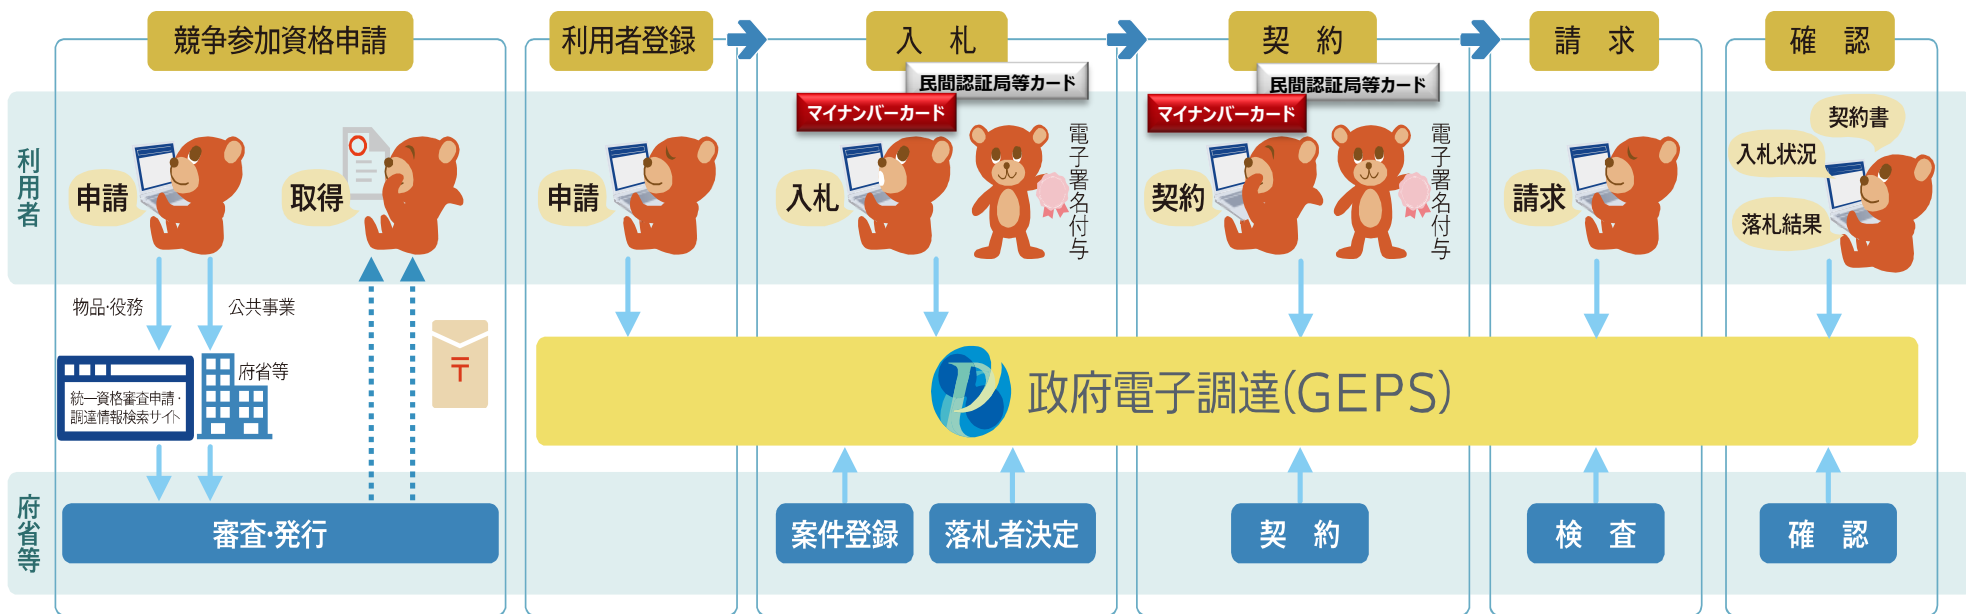 競争参加資格申請
利用者登録
入　札
契　約
請　求
確　認
民間認証局等カード
マイナンバーカード
民間認証局等カード
マイナンバーカード
利用者
申請
取得
申請
入札
電子署名付与
契約
電子署名付与
請求
契約書
入札状況
落札結果
物品・役務
公共事業
府省等
統一資格審査申請・
調達情報検索サイト
〒
政府電子調達(GEPS)
府省等
審査・発行
案件登録
落札者決定
契　約
検　査
確　認